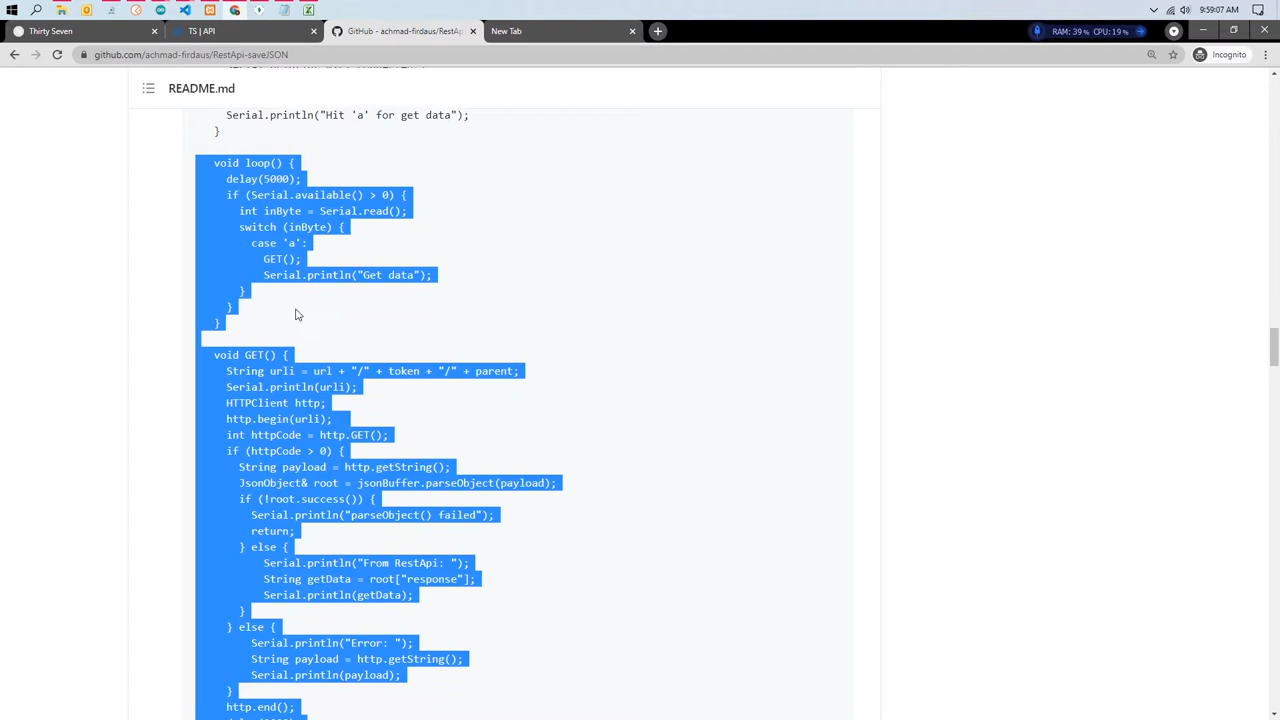 9:59:07 AM
Thirty Seven
TS | API
GitHub - achmad-firdaus/RestApi
New Tab
RAM: 39 % CPU: 19 %
github.com/achmad-firdaus/RestApi-saveJSON
Incognito
README.md
Serial.println("Hit 'a' for get data");
}
void loop() {
delay(5000);
if (Serial.available() > 0) {
int inByte = Serial.read();
switch (inByte) {
case 'a':
GET();
Serial.println("Get data");
}
}
}
void GET() {
String urli = url + "/" + token + "/" + parent;
Serial.println(urli);
HTTPClient http;
http.begin(urli);
int httpCode = http.GET();
if (httpCode > 0) {
String payload = http.getString();
JsonObject& root = jsonBuffer.parseObject(payload);
if (!root.success()) {
Serial.println("parseObject() failed");
return;
} else {
Serial.println("From RestApi: ");
String getData = root["response"];
Serial.println(getData);
}
} else {
Serial.println("Error: ");
String payload = http.getString();
Serial.println(payload);
}
http.end();